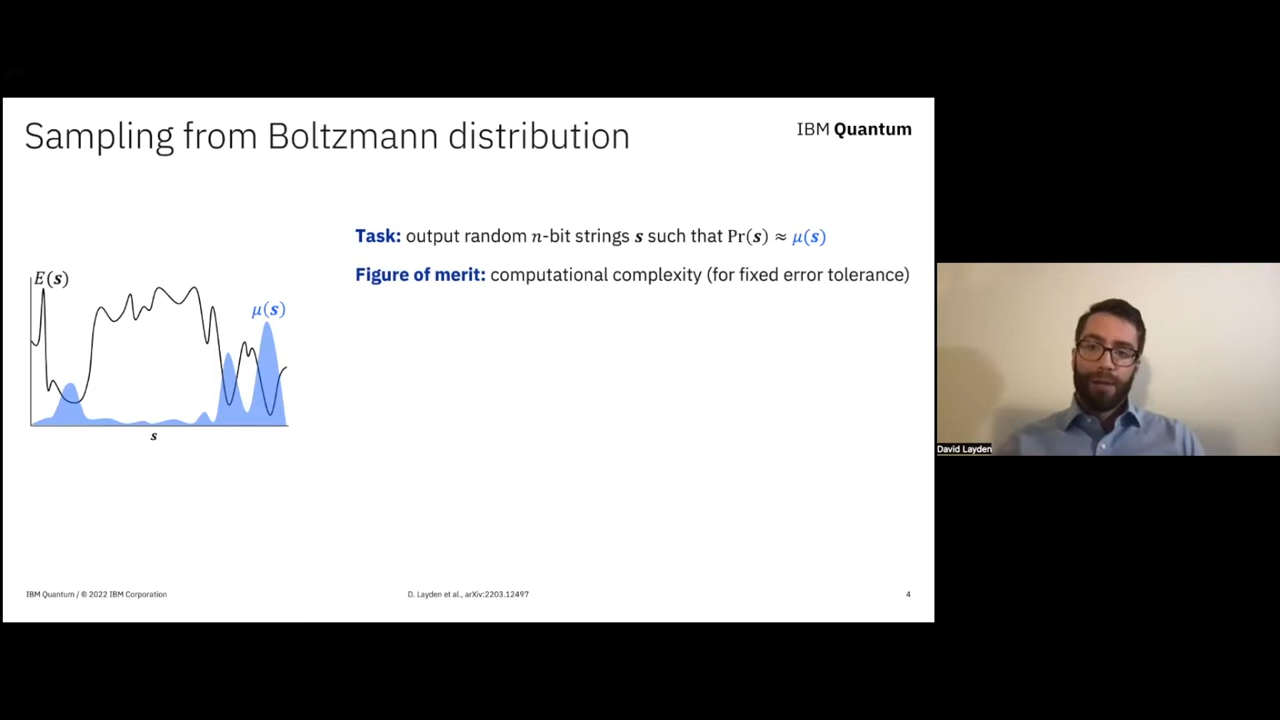 Sampling from Boltzmann distribution
IBM Quantum
Task: output random n-bit strings s such that Pr(s) ≈ μ(s)
Figure of merit: computational complexity (for fixed error tolerance)
E(s)
μ(s)
s
David Layden
IBM Quantum / © 2022 IBM Corporation
D. Layden et al., arXiv:2203.12497
4